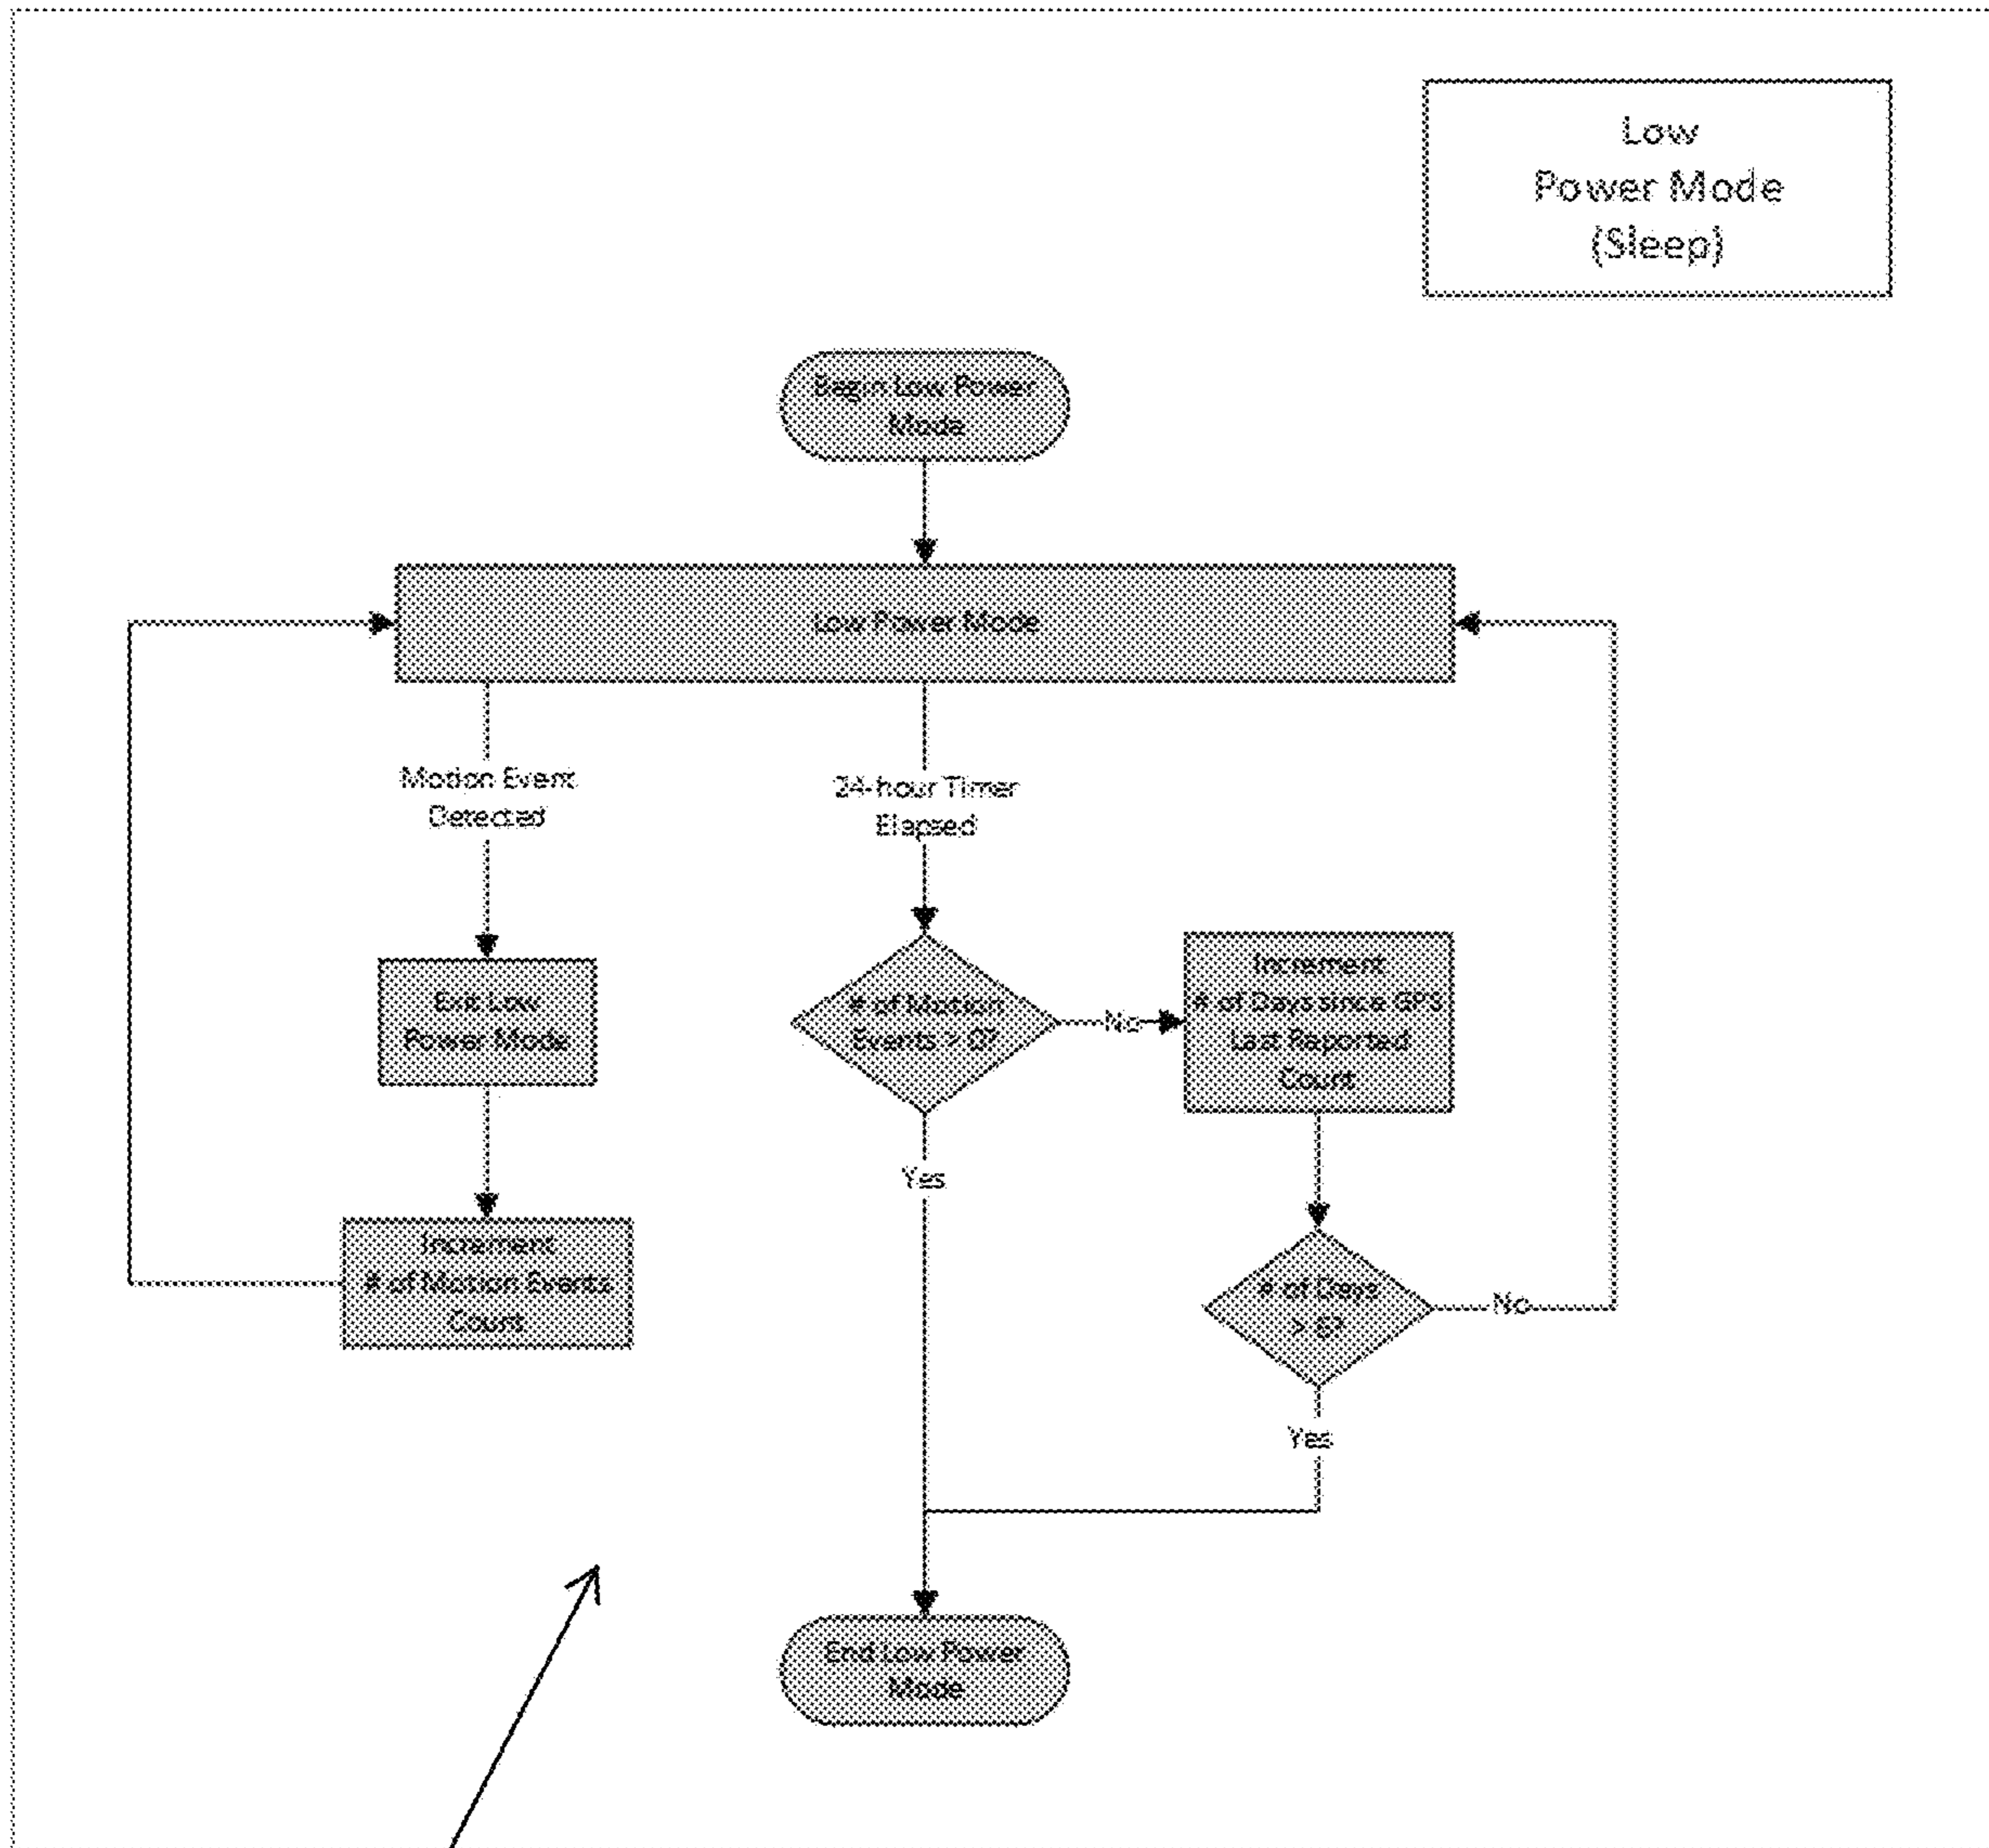 Low
Power Mode
(Sleep)
Begin Low Power
Mode
Low Power Mode
Motion Event
Detected
24-hour Timer
Elapsed
Exit Low
Power Mode
# of Motion
Events > 0?
No
Increment
# of Days since GPS
Last Reported
Count
Yes
Increment
# of Motion Events
Count
# of Days
> 6?
No
Yes
End Low Power
Mode